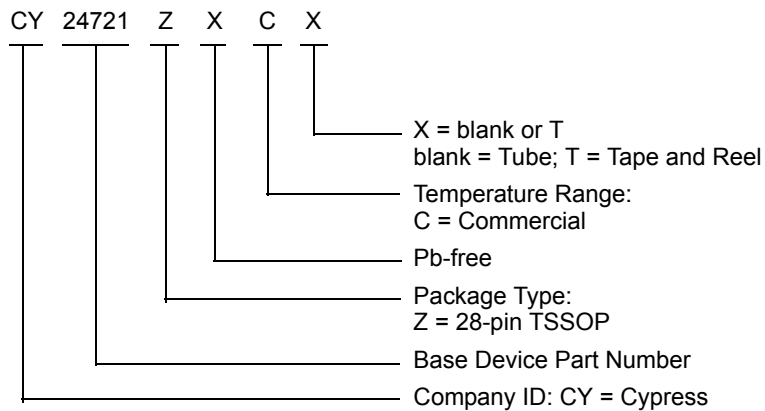 CY 24721 Z X C X
X = blank or T
blank = Tube; T = Tape and Reel
Temperature Range:
C = Commercial
Pb-free
Package Type:
Z = 28-pin TSSOP
Base Device Part Number
Company ID: CY = Cypress